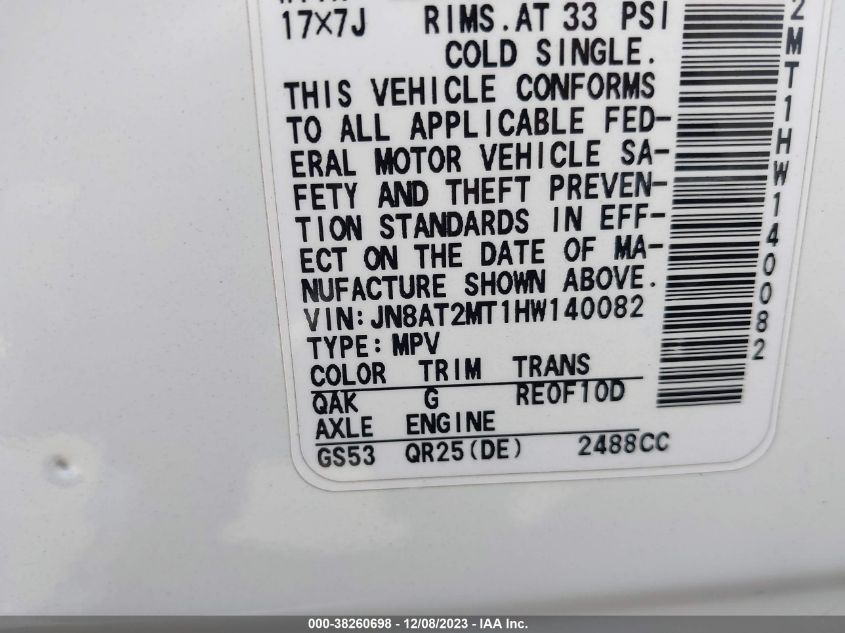 17X7J RIMS.AT 33 PSI
COLD SINGLE.
THIS VEHICLE CONFORMS
TO ALL APPLICABLE FED-
ERAL MOTOR VEHICLE SA-
FETY AND THEFT PREVEN-
TION STANDARDS IN EFF-
ECT ON THE DATE OF MA-
NUFACTURE SHOWN ABOVE.
VIN:JN8AT2MT1HW140082
TYPE:MPV
COLOR TRIM TRANS
QAK G RE0F10D
AXLE ENGINE
GS53 QR25(DE) 2488CC
2MT1HW140082
000-38260698 - 12/08/2023 - IAA Inc.